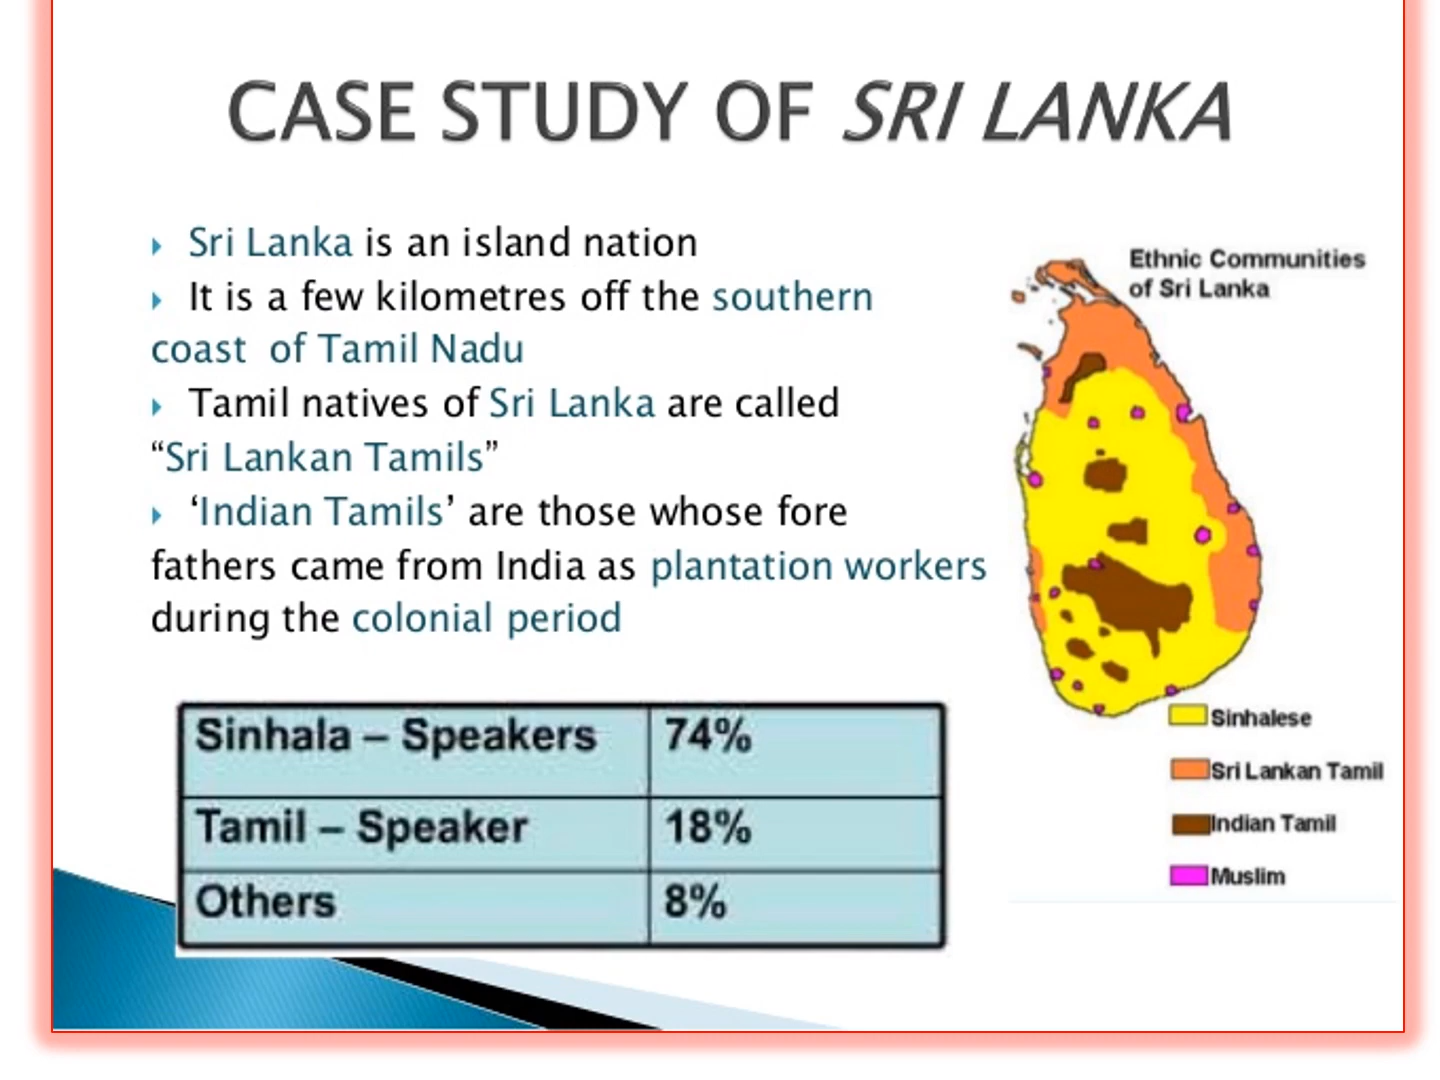 CASE STUDY OF SRI LANKA
Sri Lanka is an island nation
It is a few kilometres off the southern
coast of Tamil Nadu
Tamil natives of Sri Lanka are called
“Sri Lankan Tamils”
‘Indian Tamils’ are those whose fore
fathers came from India as plantation workers
during the colonial period
Ethnic Communities
of Sri Lanka
Sinhalese
Sri Lankan Tamil
Indian Tamil
Muslim
Sinhala – Speakers 74%
Tamil – Speaker 18%
Others 8%